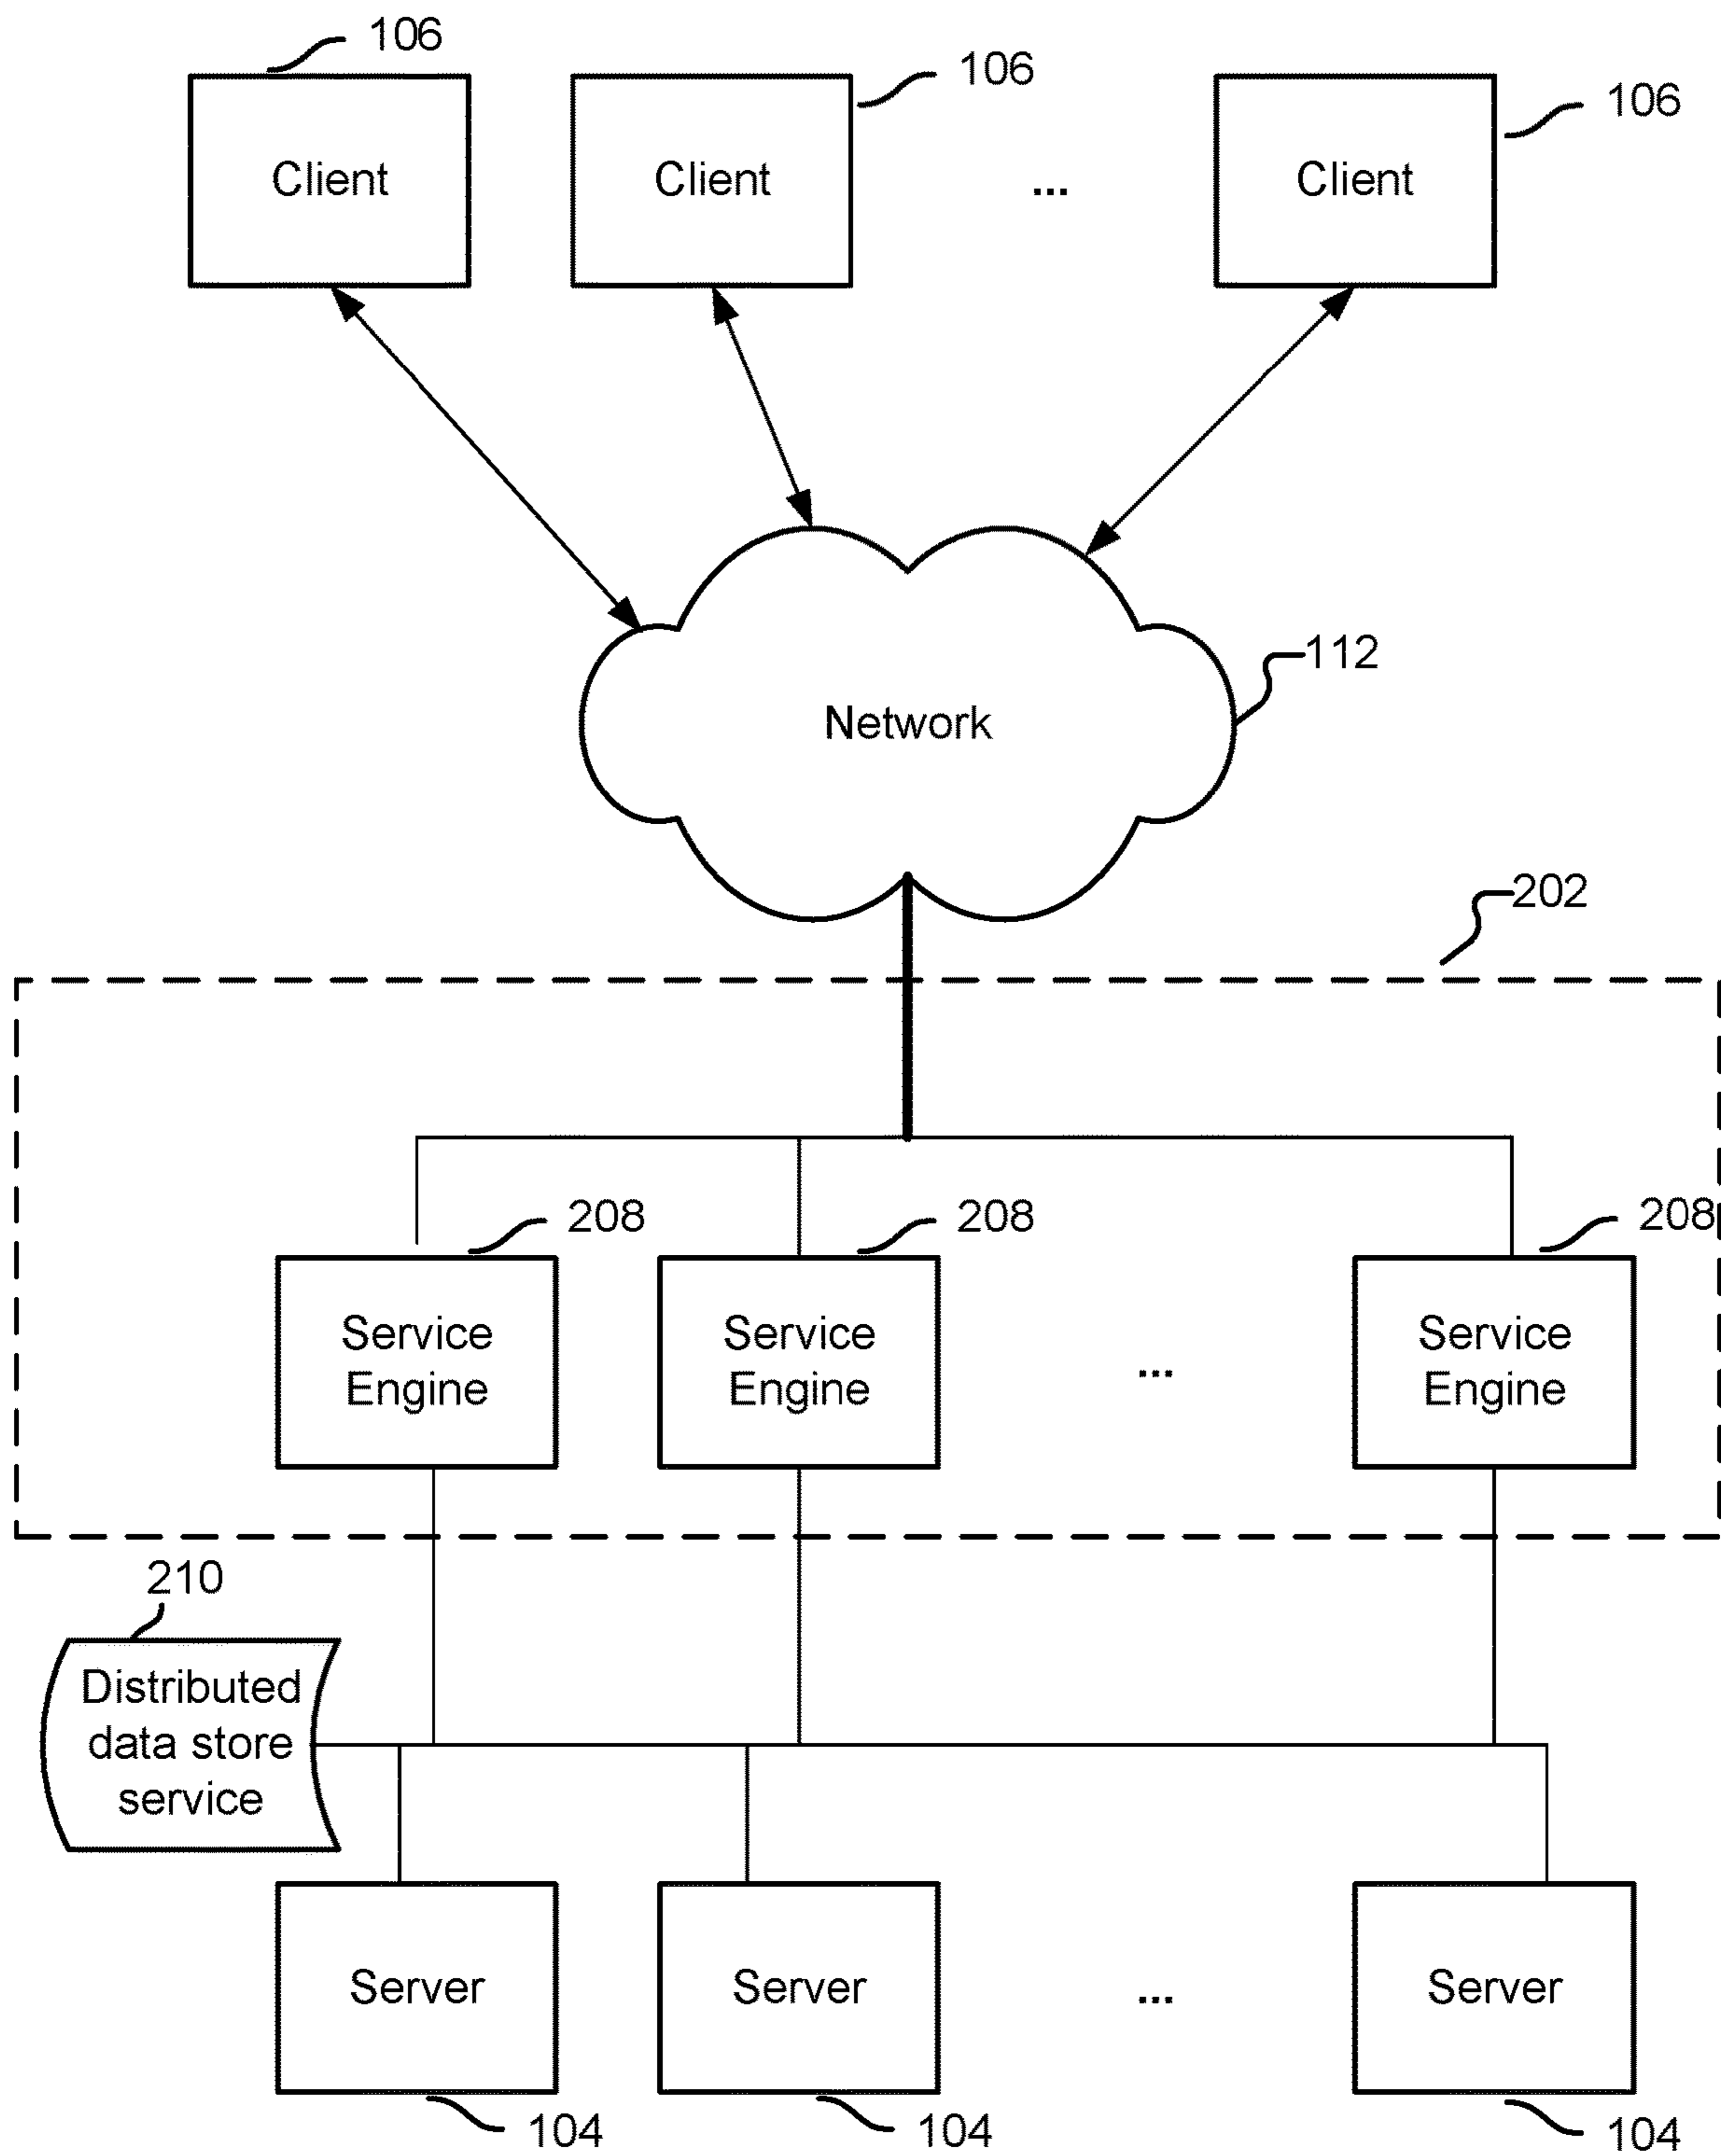 106
106
106
Client
Client
...
Client
112
Network
202
208
208
208
Service
Engine
Service
Engine
...
Service
Engine
210
Distributed
data store
service
Server
Server
...
Server
104
104
104